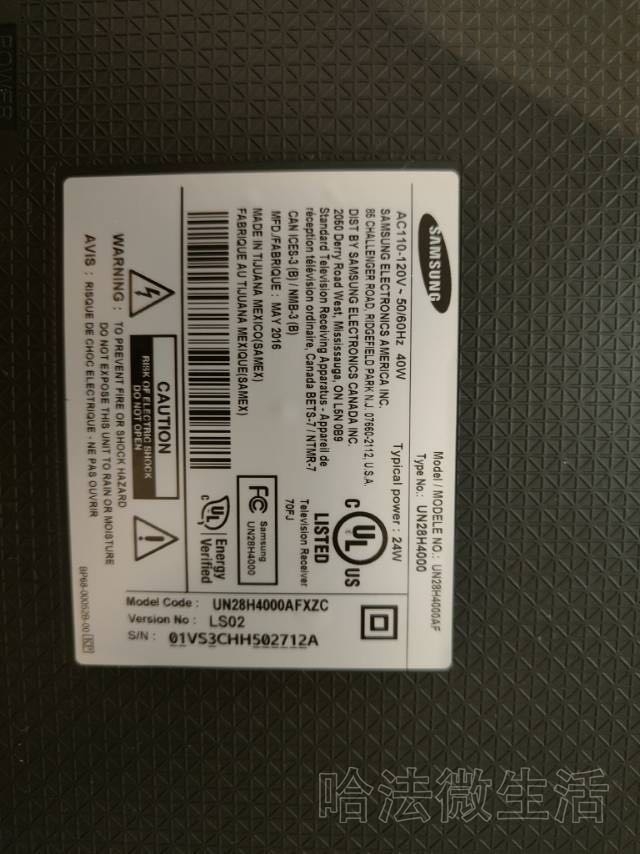 POWER
SAMSUNG
Model / MODELE NO.: UN28H4000AF
Type No.: UN28H4000
AC110-120V ~ 50/60Hz 40W
Typical power : 24W
SAMSUNG ELECTRONICS AMERICA INC.
85 CHALLENGER ROAD, RIDGEFIELD PARK N.J. 07660-2112, U.S.A.
DIST BY SAMSUNG ELECTRONICS CANADA INC.
2050 Derry Road West, Mississauga, ON L5N 0B9
Standard Television Receiving Apparatus - Appareil de
réception télévision ordinaire, Canada BETS-7 / NTMR-7
CAN ICES-3 (B) / NMB-3 (B)
MFD./FABRIQUE : MAY 2016
MADE IN TIJUANA MEXICO(SAMEX)
FABRIQUE AU TIJUANA MEXIQUE(SAMEX)
C UL US
LISTED
Television Receiver
70FJ
FC
Samsung
UN28H4000
C UL
Energy
Verified
CAUTION
RISK OF ELECTRIC SHOCK
DO NOT OPEN
WARNING : TO PREVENT FIRE OR SHOCK HAZARD
DO NOT EXPOSE THIS UNIT TO RAIN OR MOISTURE
AVIS : RISQUE DE CHOC ELECTRIQUE - NE PAS OUVRIR
Model Code : UN28H4000AFXZC
Version No : LS02
S/N : 01VS3CHH502712A
哈法微生活